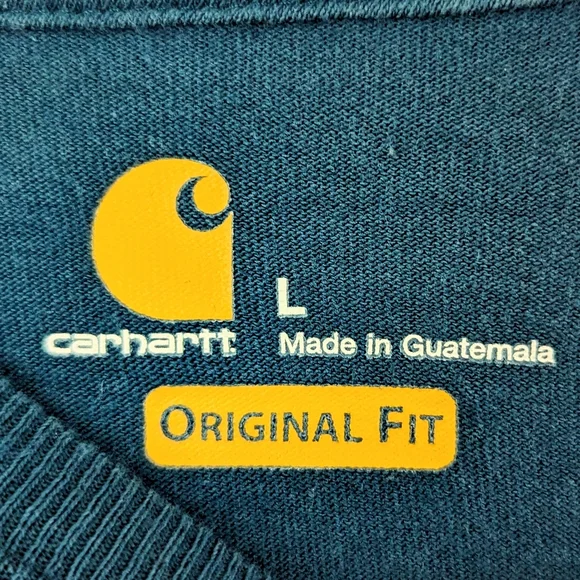 L
carhartt
Made in Guatemala
ORIGINAL FIT